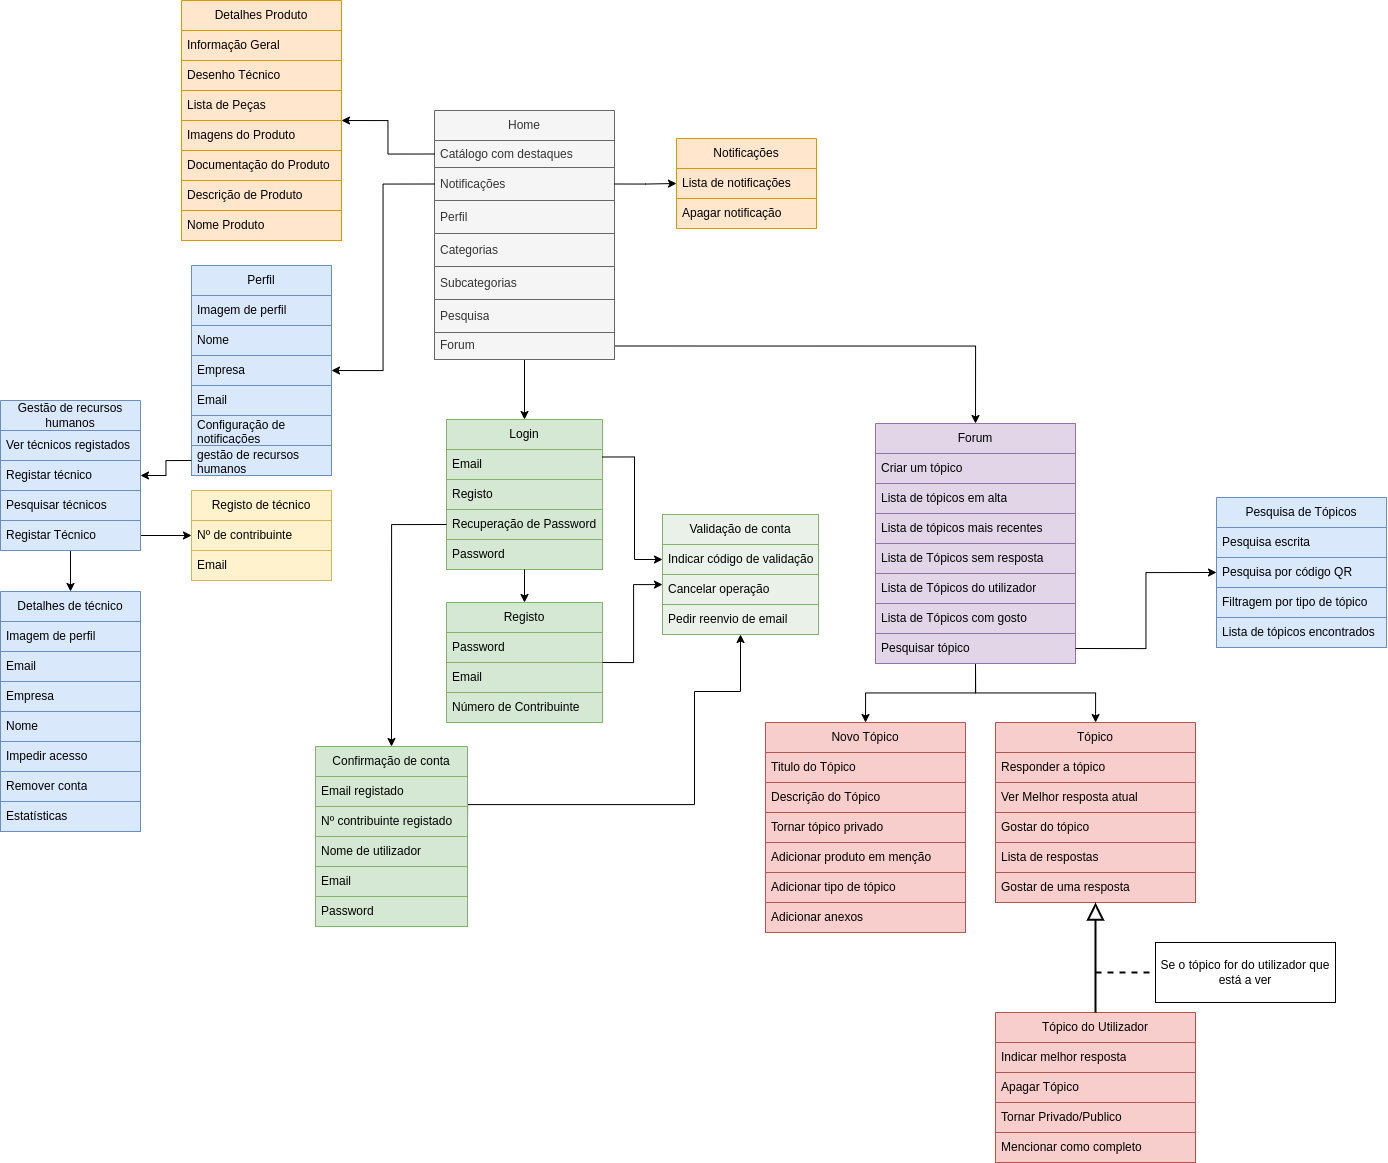 Detalhes Produto
Informação Geral
Desenho Técnico
Lista de Peças
Imagens do Produto
Documentação do Produto
Descrição de Produto
Nome Produto
Home
Catálogo com destaques
Notificações
Perfil
Categorias
Subcategorias
Pesquisa
Forum
Notificações
Lista de notificações
Apagar notificação
Perfil
Imagem de perfil
Nome
Empresa
Email
Configuração de
notificações
gestão de recursos
humanos
Gestão de recursos
humanos
Ver técnicos registados
Registar técnico
Pesquisar técnicos
Registar Técnico
Registo de técnico
Nº de contribuinte
Email
Detalhes de técnico
Imagem de perfil
Email
Empresa
Nome
Impedir acesso
Remover conta
Estatísticas
Login
Email
Registo
Recuperação de Password
Password
Registo
Password
Email
Número de Contribuinte
Validação de conta
Indicar código de validação
Cancelar operação
Pedir reenvio de email
Confirmação de conta
Email registado
Nº contribuinte registado
Nome de utilizador
Email
Password
Forum
Criar um tópico
Lista de tópicos em alta
Lista de tópicos mais recentes
Lista de Tópicos sem resposta
Lista de Tópicos do utilizador
Lista de Tópicos com gosto
Pesquisar tópico
Pesquisa de Tópicos
Pesquisa escrita
Pesquisa por código QR
Filtragem por tipo de tópico
Lista de tópicos encontrados
Novo Tópico
Titulo do Tópico
Descrição do Tópico
Tornar tópico privado
Adicionar produto em menção
Adicionar tipo de tópico
Adicionar anexos
Tópico
Responder a tópico
Ver Melhor resposta atual
Gostar do tópico
Lista de respostas
Gostar de uma resposta
Se o tópico for do utilizador que
está a ver
Tópico do Utilizador
Indicar melhor resposta
Apagar Tópico
Tornar Privado/Publico
Mencionar como completo